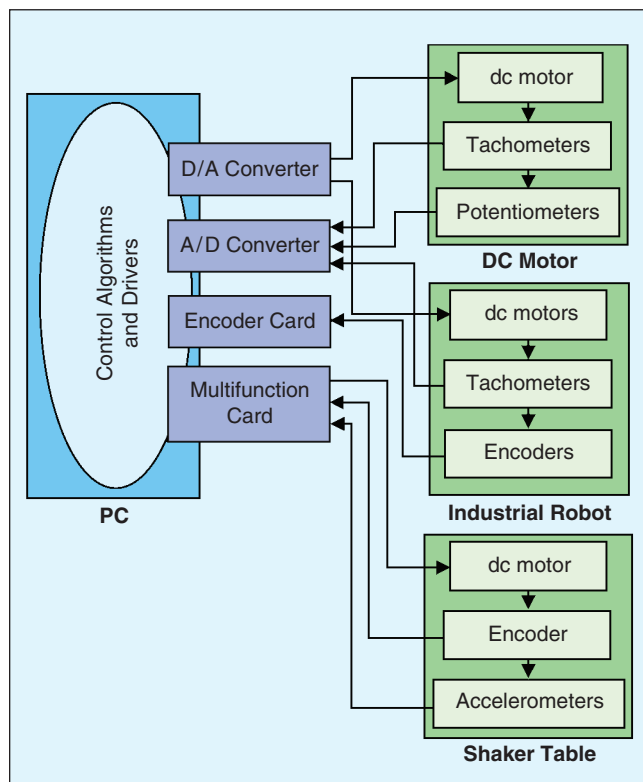 Control Algorithms
and Drivers
PC
D/A Converter
A/D Converter
Encoder Card
Multifunction
Card
dc motor
Tachometers
Potentiometers
DC Motor
dc motors
Tachometers
Encoders
Industrial Robot
dc motor
Encoder
Accelerometers
Shaker Table